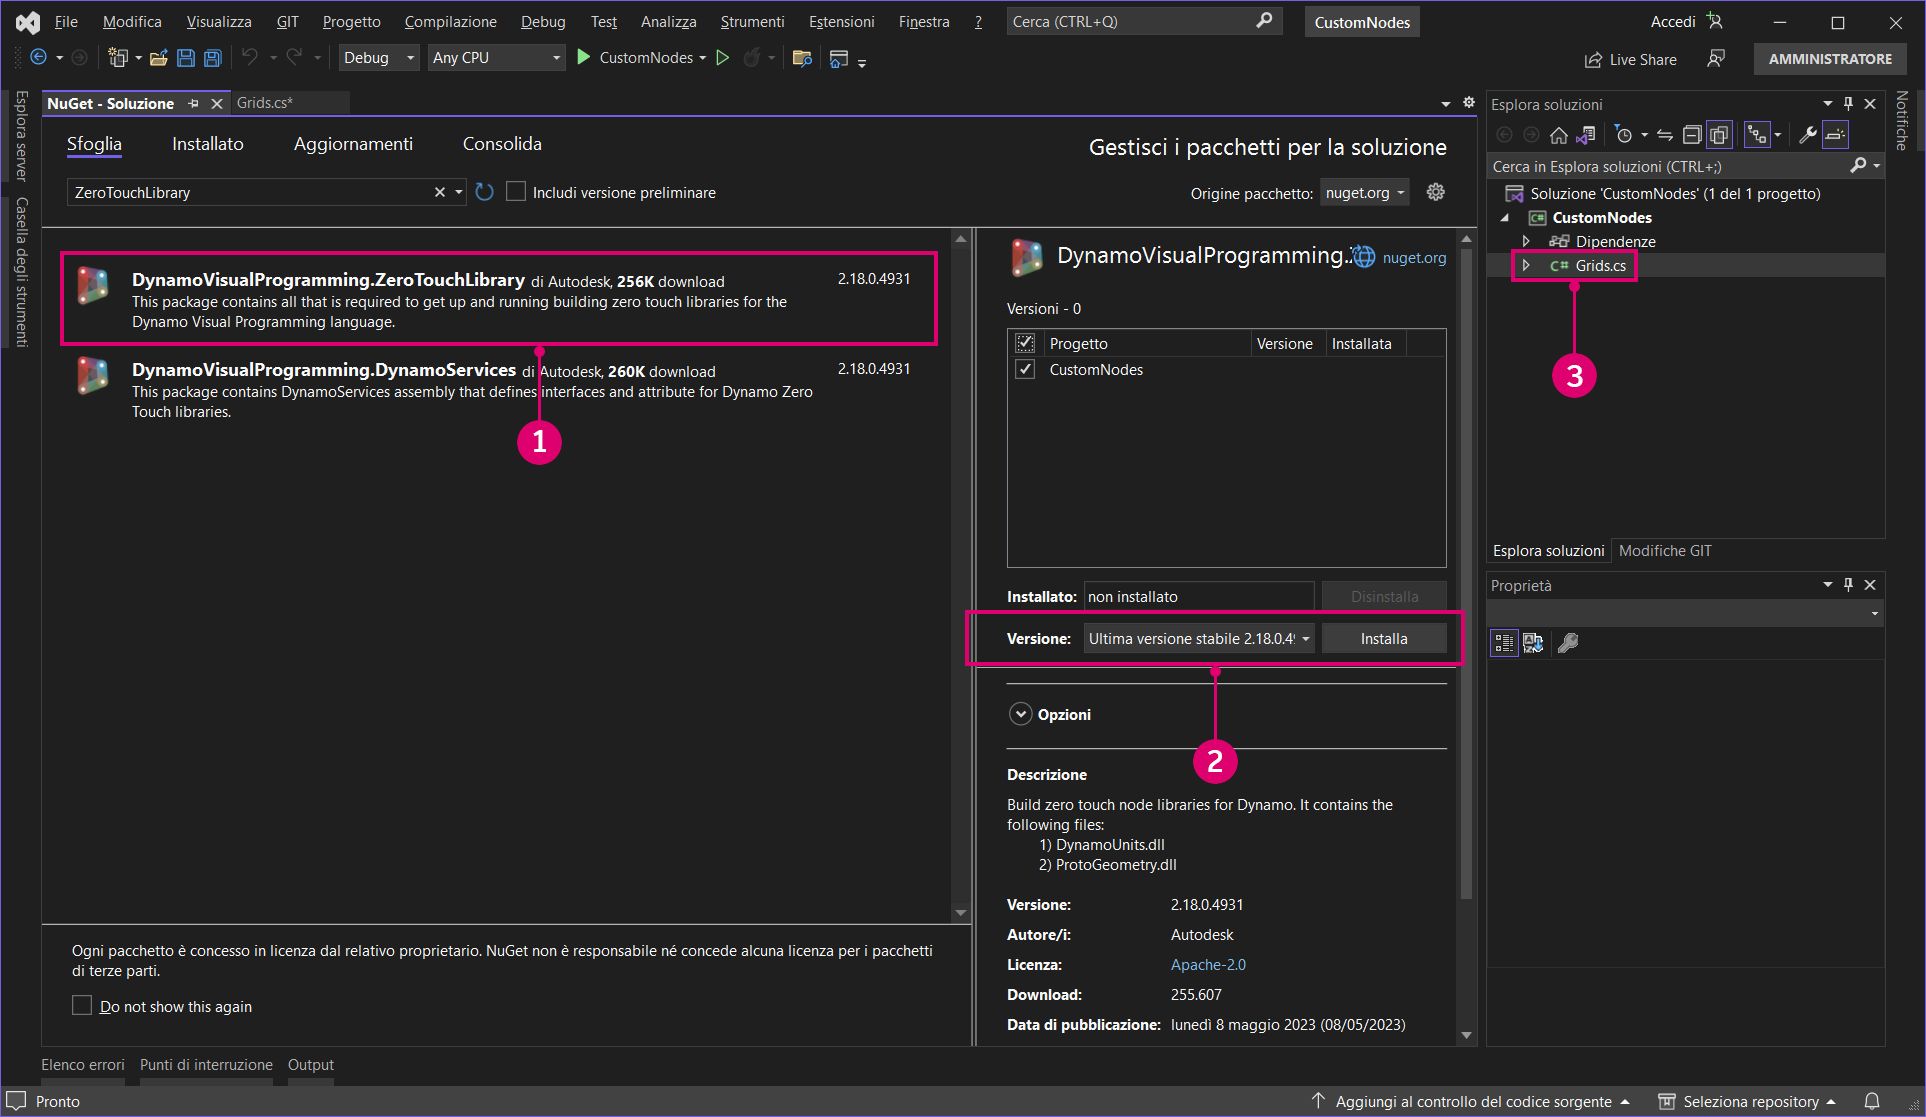 File Modifica Visualizza GIT Progetto Compilazione Debug Test Analizza Strumenti Estensioni Finestra ? Cerca (CTRL+Q) CustomNodes Accedi
Debug Any CPU CustomNodes Live Share AMMINISTRATORE
Esplora server
Casella degli strumenti
NuGet - Soluzione Grids.cs*
Sfoglia Installato Aggiornamenti Consolida Gestisci i pacchetti per la soluzione
ZeroTouchLibrary Includi versione preliminare Origine pacchetto: nuget.org
DynamoVisualProgramming.ZeroTouchLibrary di Autodesk, 256K download 2.18.0.4931
This package contains all that is required to get up and running building zero touch libraries for the
Dynamo Visual Programming language.
DynamoVisualProgramming.DynamoServices di Autodesk, 260K download 2.18.0.4931
This package contains DynamoServices assembly that defines interfaces and attribute for Dynamo Zero
Touch libraries.
1
Ogni pacchetto è concesso in licenza dal relativo proprietario. NuGet non è responsabile né concede alcuna licenza per i pacchetti
di terze parti.
Do not show this again
DynamoVisualProgramming. nuget.org
Versioni - 0
Progetto Versione Installata
CustomNodes
Installato: non installato Disinstalla
Versione: Ultima versione stabile 2.18.0.4 Installa
2
Opzioni
Descrizione
Build zero touch node libraries for Dynamo. It contains the
following files:
1) DynamoUnits.dll
2) ProtoGeometry.dll
Versione: 2.18.0.4931
Autore/i: Autodesk
Licenza: Apache-2.0
Download: 255.607
Data di pubblicazione: lunedì 8 maggio 2023 (08/05/2023)
Esplora soluzioni
Cerca in Esplora soluzioni (CTRL+;)
Soluzione 'CustomNodes' (1 del 1 progetto)
C# CustomNodes
Dipendenze
C# Grids.cs
3
Esplora soluzioni Modifiche GIT
Proprietà
Notifiche
Elenco errori Punti di interruzione Output
Pronto Aggiungi al controllo del codice sorgente Seleziona repository